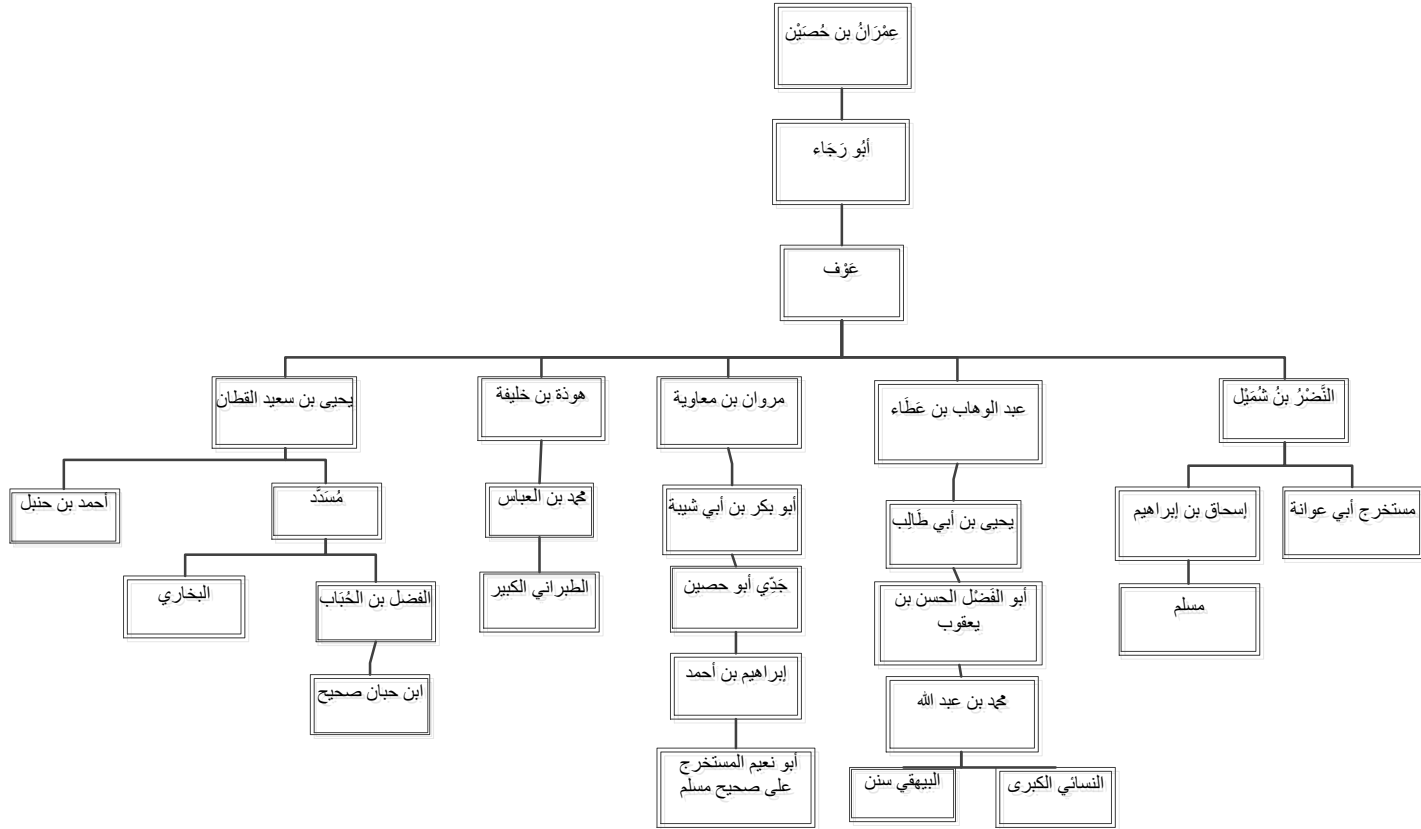 عِمْرَانُ بن حُصَيْن
أَبُو رَجَاء
عَوْف
النَّضْرُ بنُ شُمَيْل
عبد الوهاب بن عَطَاء
مروان بن معاوية
هوذة بن خليفة
يحيى بن سعيد القطان
مستخرج أبي عوانة
إسحاق بن إبراهيم
يحيى بن أبي طَالِب
أبو بكر بن أبي شيبة
محمد بن العباس
مُسَدَّد
أحمد بن حنبل
مسلم
أبو الفَضْل الحسن بن
يعقوب
جَدِّي أبو حصين
الطبراني الكبير
الفضل بن الحُبَاب
البخاري
محمد بن عبد الله
إبراهيم بن أحمد
ابن حبان صحيح
النسائي الكبرى
البيهقي سنن
أبو نعيم المستخرج
على صحيح مسلم